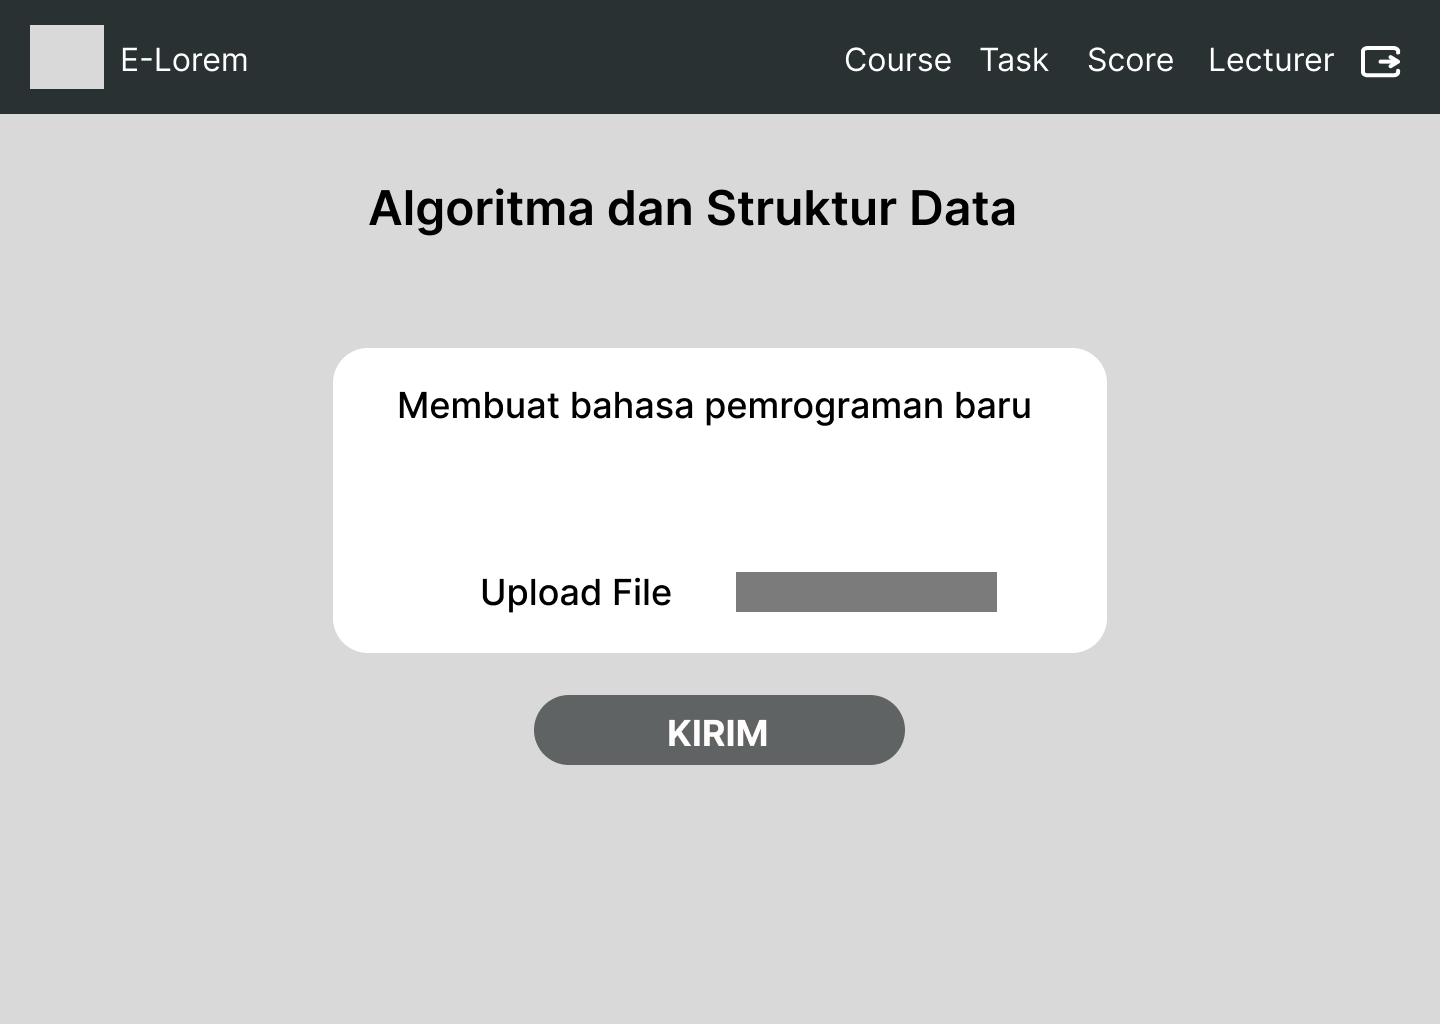 E-Lorem Course Task Score Lecturer
Algoritma dan Struktur Data
Membuat bahasa pemrograman baru
Upload File
KIRIM